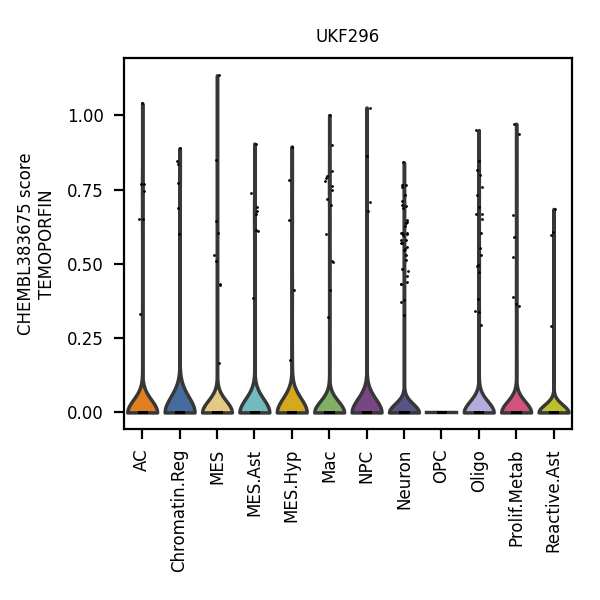 UKF296
CHEMBL383675 score
TEMOPORFIN
1.00
0.75
0.50
0.25
0.00
AC
Chromatin.Reg
MES
MES.Ast
MES.Hyp
Mac
NPC
Neuron
OPC
Oligo
Prolif.Metab
Reactive.Ast